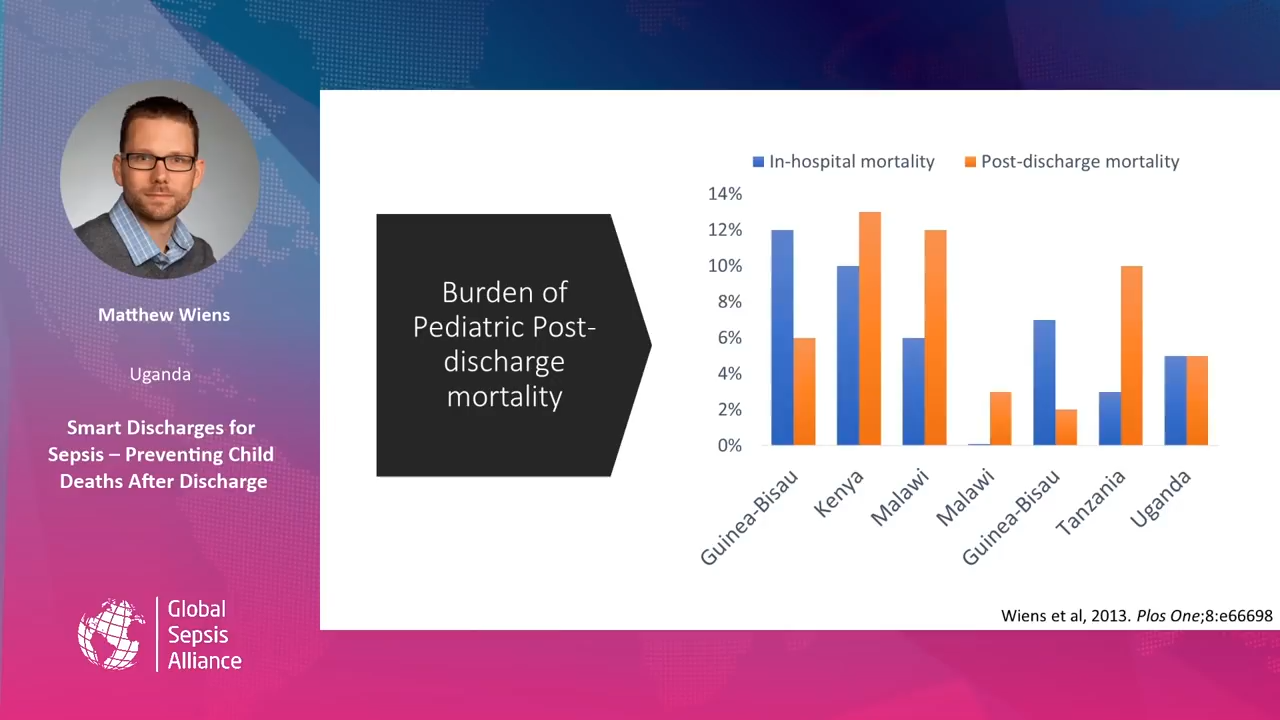 Matthew Wiens
Uganda
Smart Discharges for
Sepsis – Preventing Child
Deaths After Discharge
Global
Sepsis
Alliance
Burden of
Pediatric Post-
discharge
mortality
In-hospital mortality
Post-discharge mortality
14%
12%
10%
8%
6%
4%
2%
0%
Guinea-Bisau
Kenya
Malawi
Malawi
Guinea-Bisau
Tanzania
Uganda
Wiens et al, 2013. Plos One;8:e66698